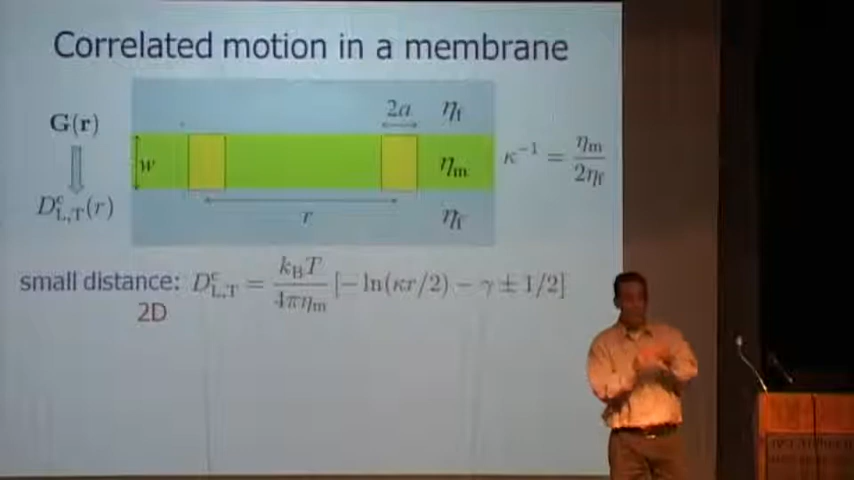 Correlated motion in a membrane
G(r)
2a
η_f
w
η_m
κ⁻¹ = η_m / 2η_f
D^c_{L,T}(r)
r
η_f
small distance: D^c_{L,T} = k_B T / 4πη_m [−ln(κr/2) − γ ± 1/2]
2D